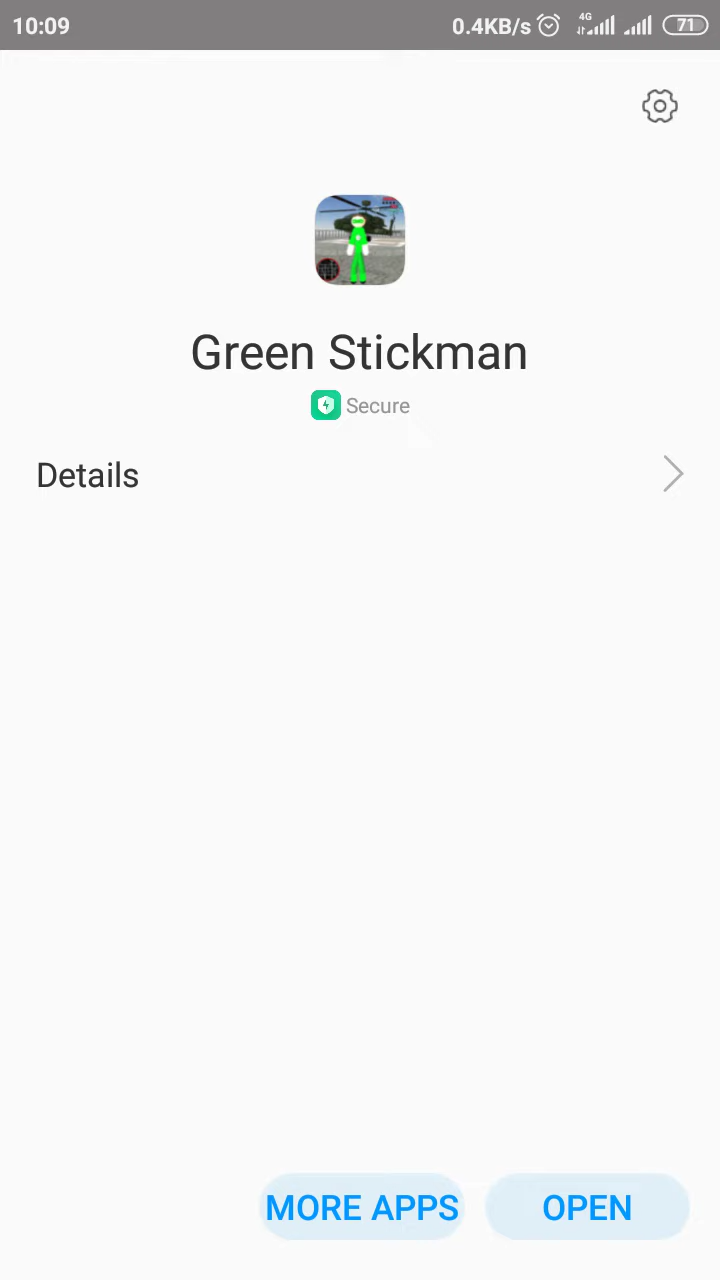 10:09 0.4KB/s 4G 71
Green Stickman
Secure
Details
MORE APPS OPEN